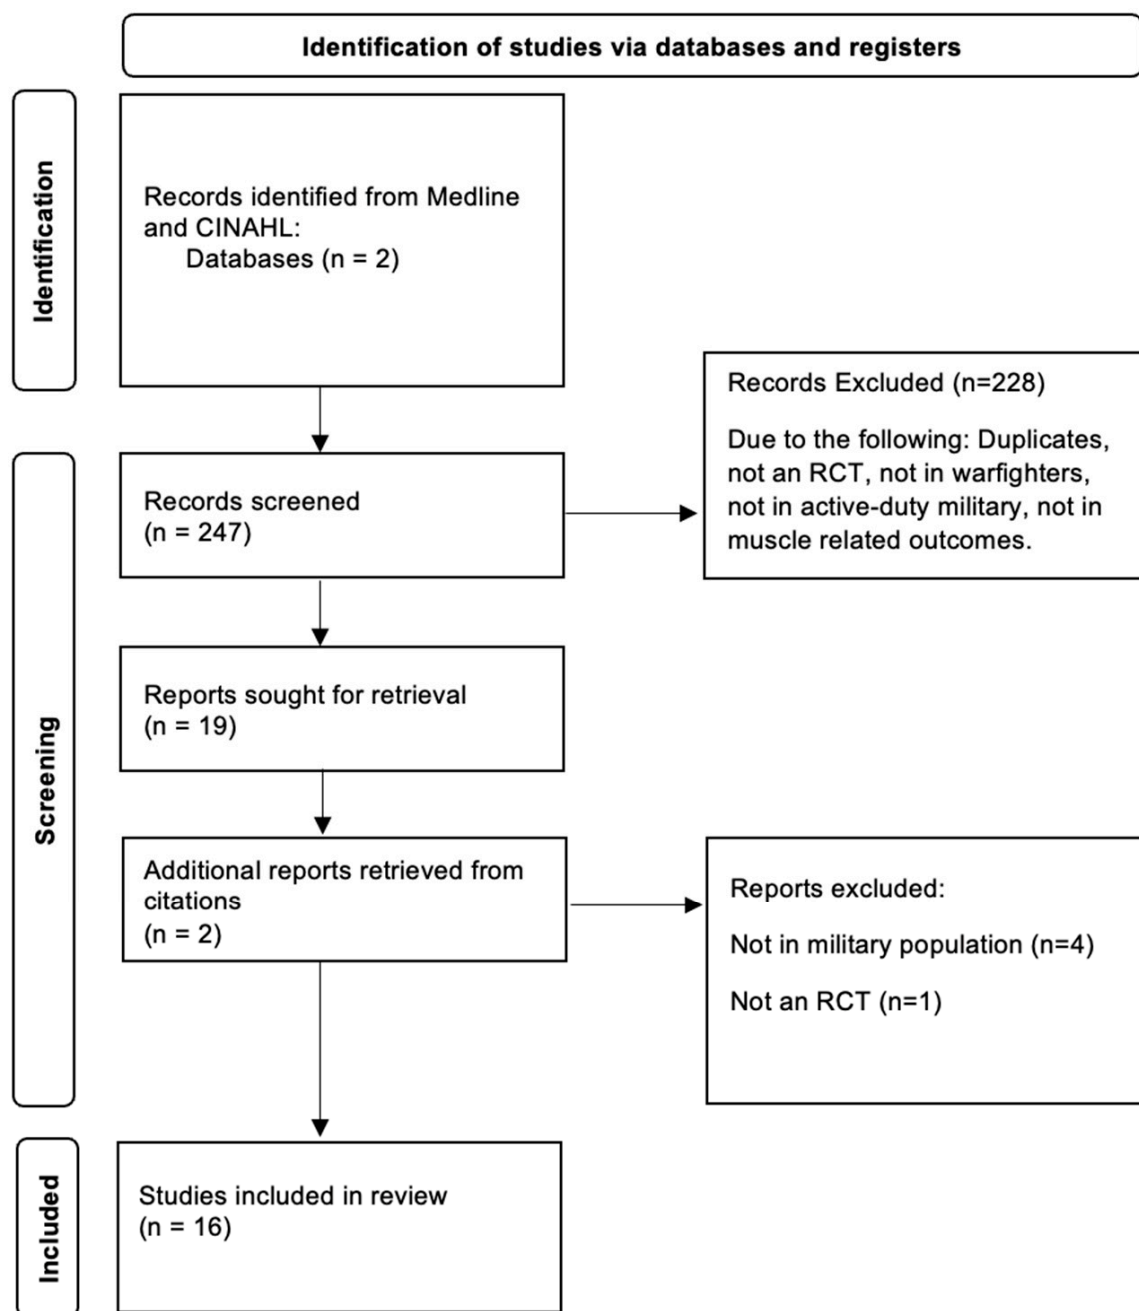 Identification of studies via databases and registers
Identification
Records identified from Medline
and CINAHL:
Databases (n = 2)
Records Excluded (n=228)
Due to the following: Duplicates,
not an RCT, not in warfighters,
not in active-duty military, not in
muscle related outcomes.
Screening
Records screened
(n = 247)
Reports sought for retrieval
(n = 19)
Additional reports retrieved from
citations
(n = 2)
Reports excluded:
Not in military population (n=4)
Not an RCT (n=1)
Included
Studies included in review
(n = 16)